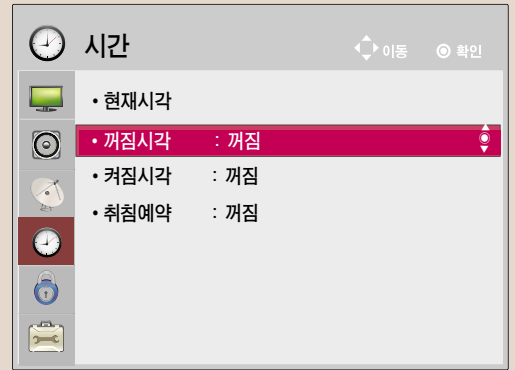 시간 이동 ◎ 확인
• 현재시각
• 꺼짐시각 : 꺼짐
• 켜짐시각 : 꺼짐
• 취침예약 : 꺼짐